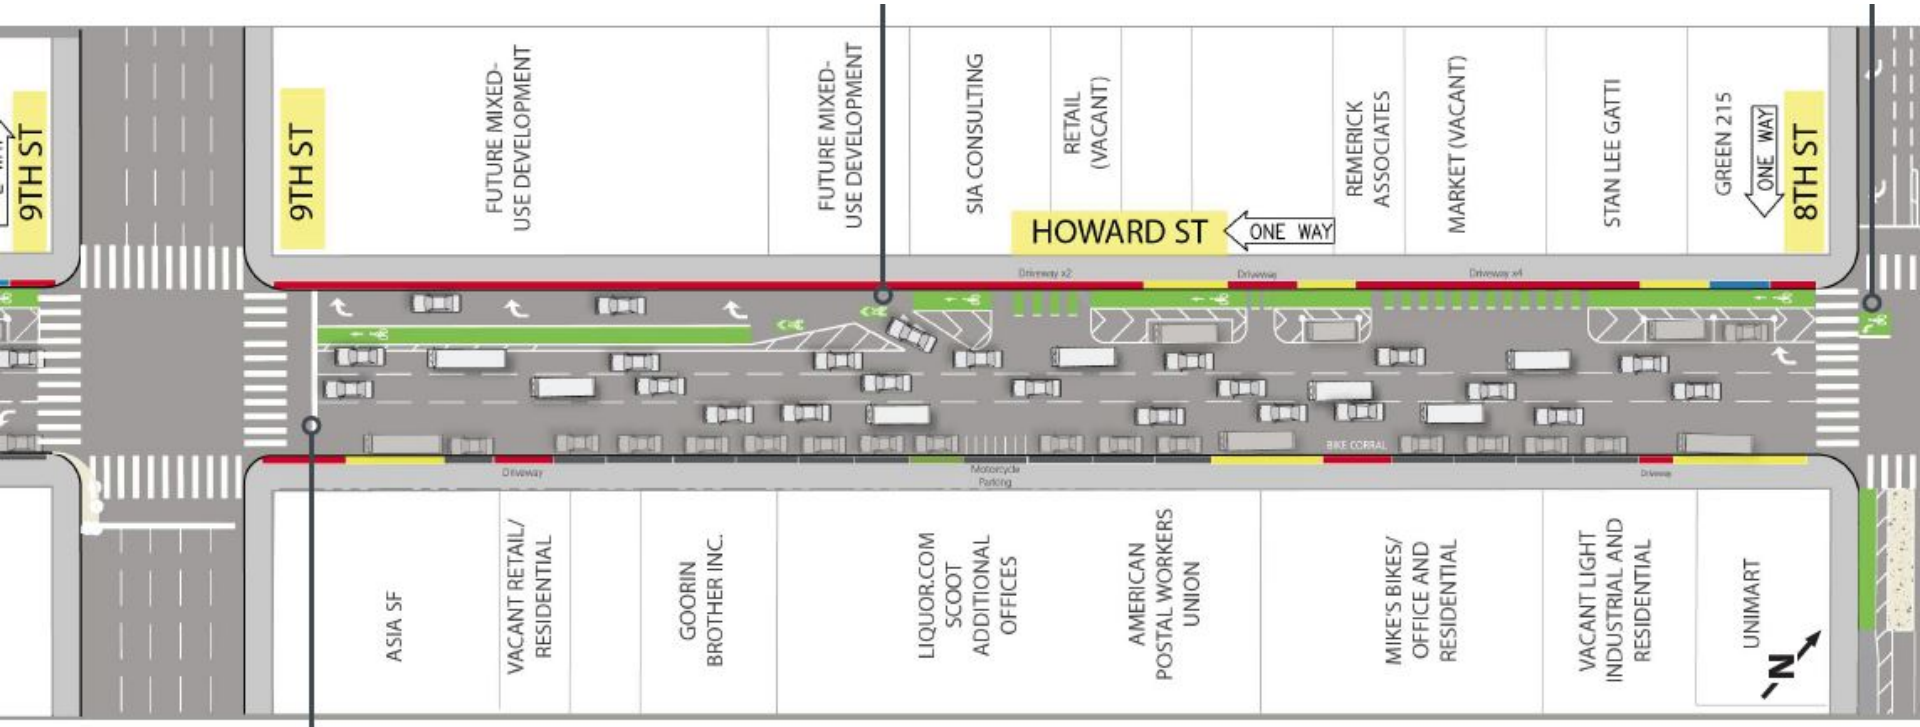 9TH ST
9TH ST
FUTURE MIXED-
USE DEVELOPMENT
FUTURE MIXED-
USE DEVELOPMENT
SIA CONSULTING
RETAIL
(VACANT)
REMERICK
ASSOCIATES
MARKET (VACANT)
STAN LEE GATTI
GREEN 215
ONE WAY
8TH ST
HOWARD ST
ONE WAY
Driveway x2
Driveway
Driveway x4
BIKE CORRAL
Driveway
Motorcycle
Parking
Driveway
ASIA SF
VACANT RETAIL/
RESIDENTIAL
GOORIN
BROTHER INC.
LIQUOR.COM
SCOOT
ADDITIONAL
OFFICES
AMERICAN
POSTAL WORKERS
UNION
MIKE'S BIKES/
OFFICE AND
RESIDENTIAL
VACANT LIGHT
INDUSTRIAL AND
RESIDENTIAL
UNIMART
N